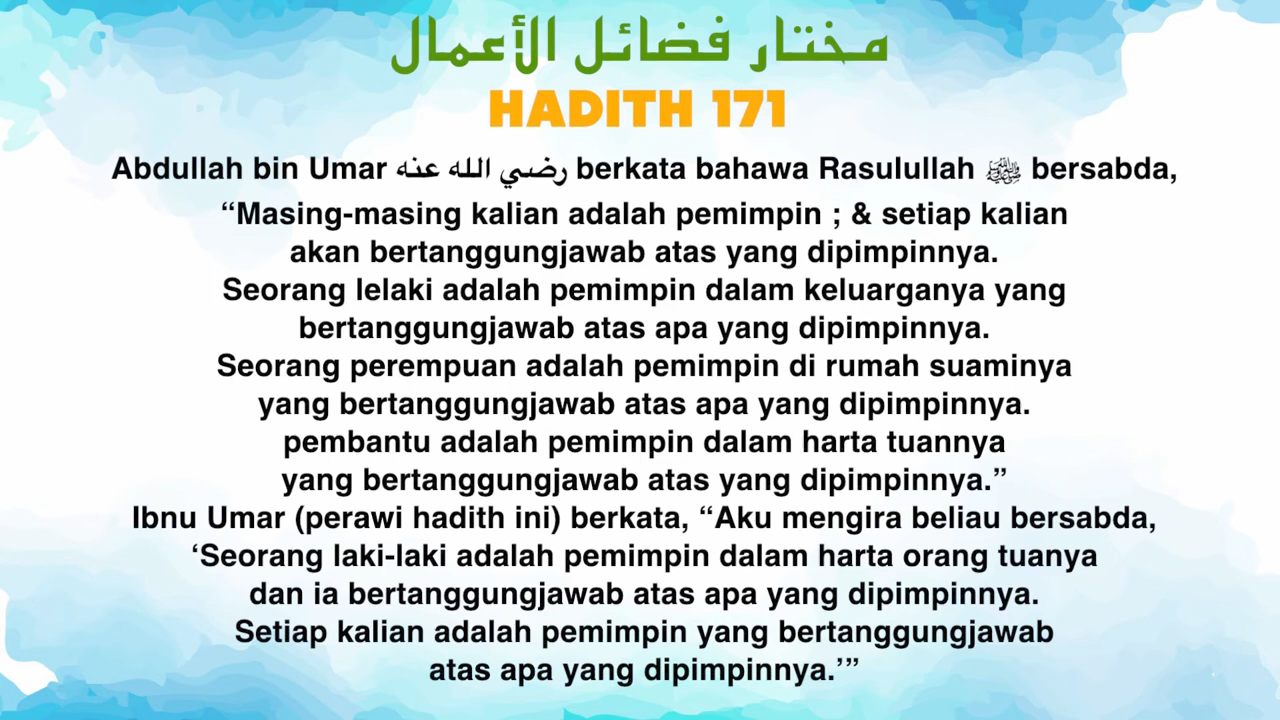 مختار فضائل الأعمال
HADITH 171
Abdullah bin Umar رضي الله عنه berkata bahawa Rasulullah ﷺ bersabda,
“Masing-masing kalian adalah pemimpin ; & setiap kalian
akan bertanggungjawab atas yang dipimpinnya.
Seorang lelaki adalah pemimpin dalam keluarganya yang
bertanggungjawab atas apa yang dipimpinnya.
Seorang perempuan adalah pemimpin di rumah suaminya
yang bertanggungjawab atas apa yang dipimpinnya.
pembantu adalah pemimpin dalam harta tuannya
yang bertanggungjawab atas yang dipimpinnya.”
Ibnu Umar (perawi hadith ini) berkata, “Aku mengira beliau bersabda,
‘Seorang laki-laki adalah pemimpin dalam harta orang tuanya
dan ia bertanggungjawab atas apa yang dipimpinnya.
Setiap kalian adalah pemimpin yang bertanggungjawab
atas apa yang dipimpinnya.’”